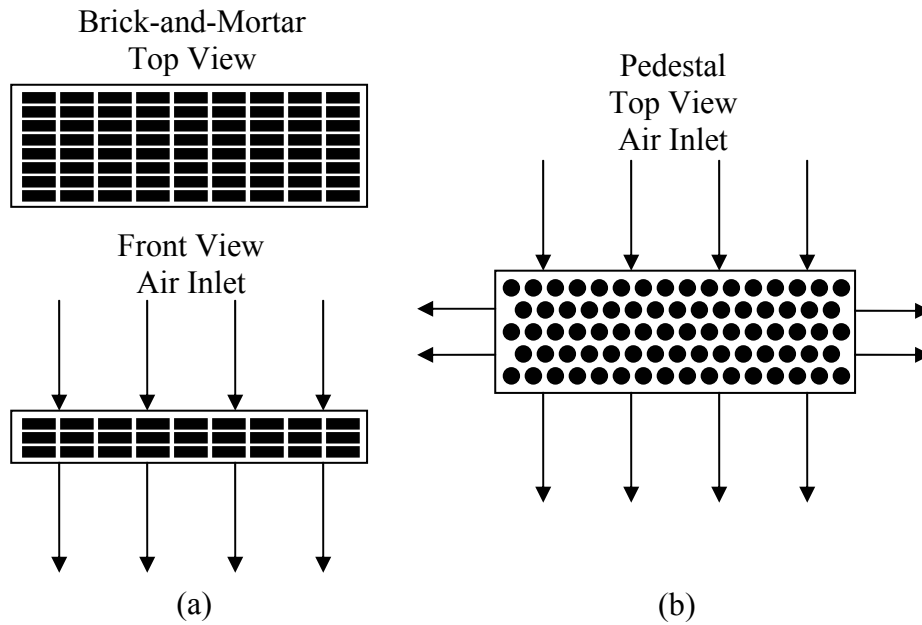 Brick-and-Mortar
Top View
Front View
Air Inlet
(a)
Pedestal
Top View
Air Inlet
(b)